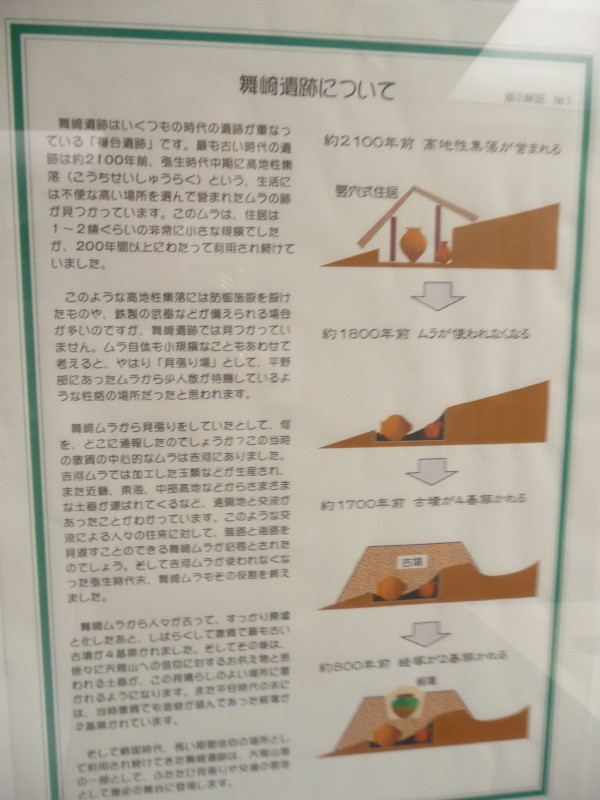 舞崎遺跡について
展示解説 No.1
舞崎遺跡はいくつもの時代の遺跡が重なっ
ている「複合遺跡」です。最も古い時代の遺
跡は約2100年前、弥生時代中期に高地性集
落（こうちせいしゅうらく）という、生活に
は不便な高い場所を選んで営まれたムラの跡
が見つかっています。このムラは、住居は
1～2棟ぐらいの非常に小さな規模でした
が、200年間以上にわたって利用され続けて
いました。
このような高地性集落には防御施設を設け
たものや、鉄製の武器などが備えられる場合
が多いのですが、舞崎遺跡では見つかってい
ません。ムラ自体も小規模なこともあわせて
考えると、やはり「見張り場」として、平野
部にあったムラから少人数が待機しているよ
うな性格の場所だったと思われます。
舞崎ムラから見張りをしていたとして、何
を、どこに通報したのでしょうか？この当時
の敦賀の中心的なムラは吉河にありました。
吉河ムラでは加工した玉類などが生産され、
また近畿、東海、中部高地などからさまざま
な土器が運ばれてくるなど、遠隔地と交流が
あったことがわかっています。このような交
流による人々の往来に対して、陸路と海路を
見渡すことのできる舞崎ムラが必要とされた
のでしょう。そして吉河ムラが使われなくな
った弥生時代末、舞崎ムラもその役割を終え
ました。
舞崎ムラから人々が去って、すっかり廃墟
と化したあと、しばらくして敦賀で最も古い
古墳が4基築かれました。そしてその後は、
徐々に天筒山への信仰に対するお供え物と思
われる土器が、この見晴らしのよい場所に置
かれるようになります。また平安時代の末に
は、当時敦賀でも造営が盛んであった経塚が
2基築かれています。
そして戦国時代、長い期間信仰の場所とし
て利用され続けてきた舞崎遺跡は、天筒山城
の一部として、ふたたび見張りや交通の要地
として歴史の舞台に登場します。
約2100年前 高地性集落が営まれる
竪穴式住居
約1800年前 ムラが使われなくなる
約1700年前 古墳が4基築かれる
古墳
約800年前 経塚が2基築かれる
経塚